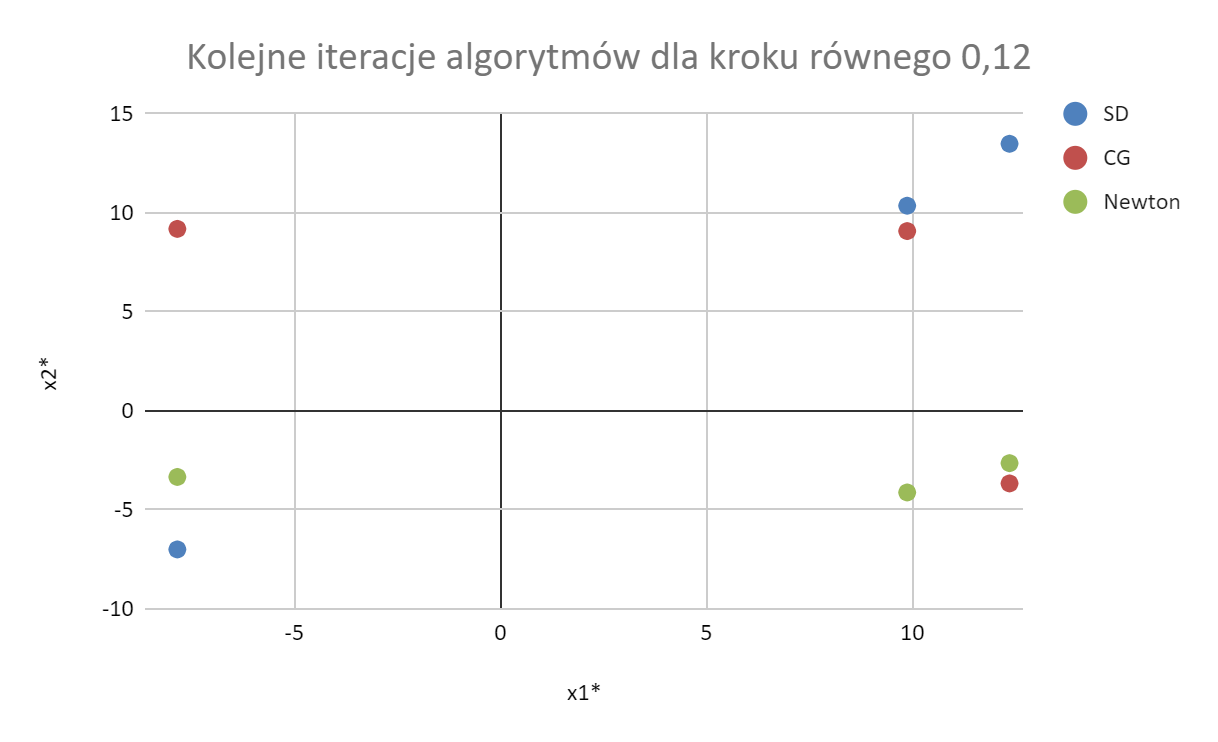 Kolejne iteracje algorytmów dla kroku równego 0,12
SD
CG
Newton
15
10
5
0
-5
-10
x2*
-5
0
5
10
x1*